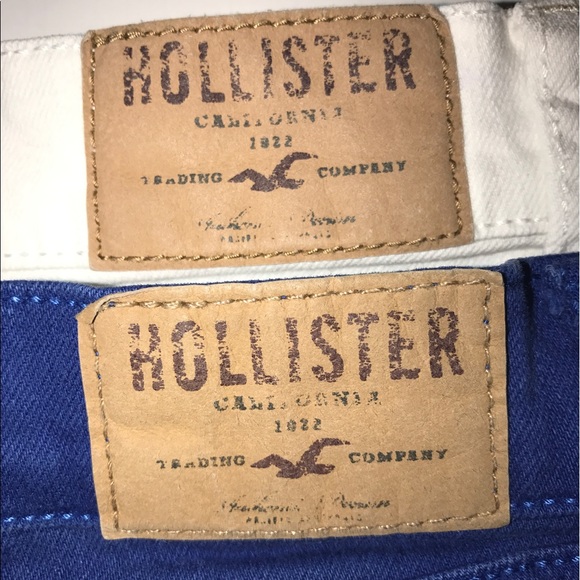 HOLLISTER
CALIFORNIA
1922
TRADING COMPANY
HOLLISTER
CALIFORNIA
1922
TRADING COMPANY